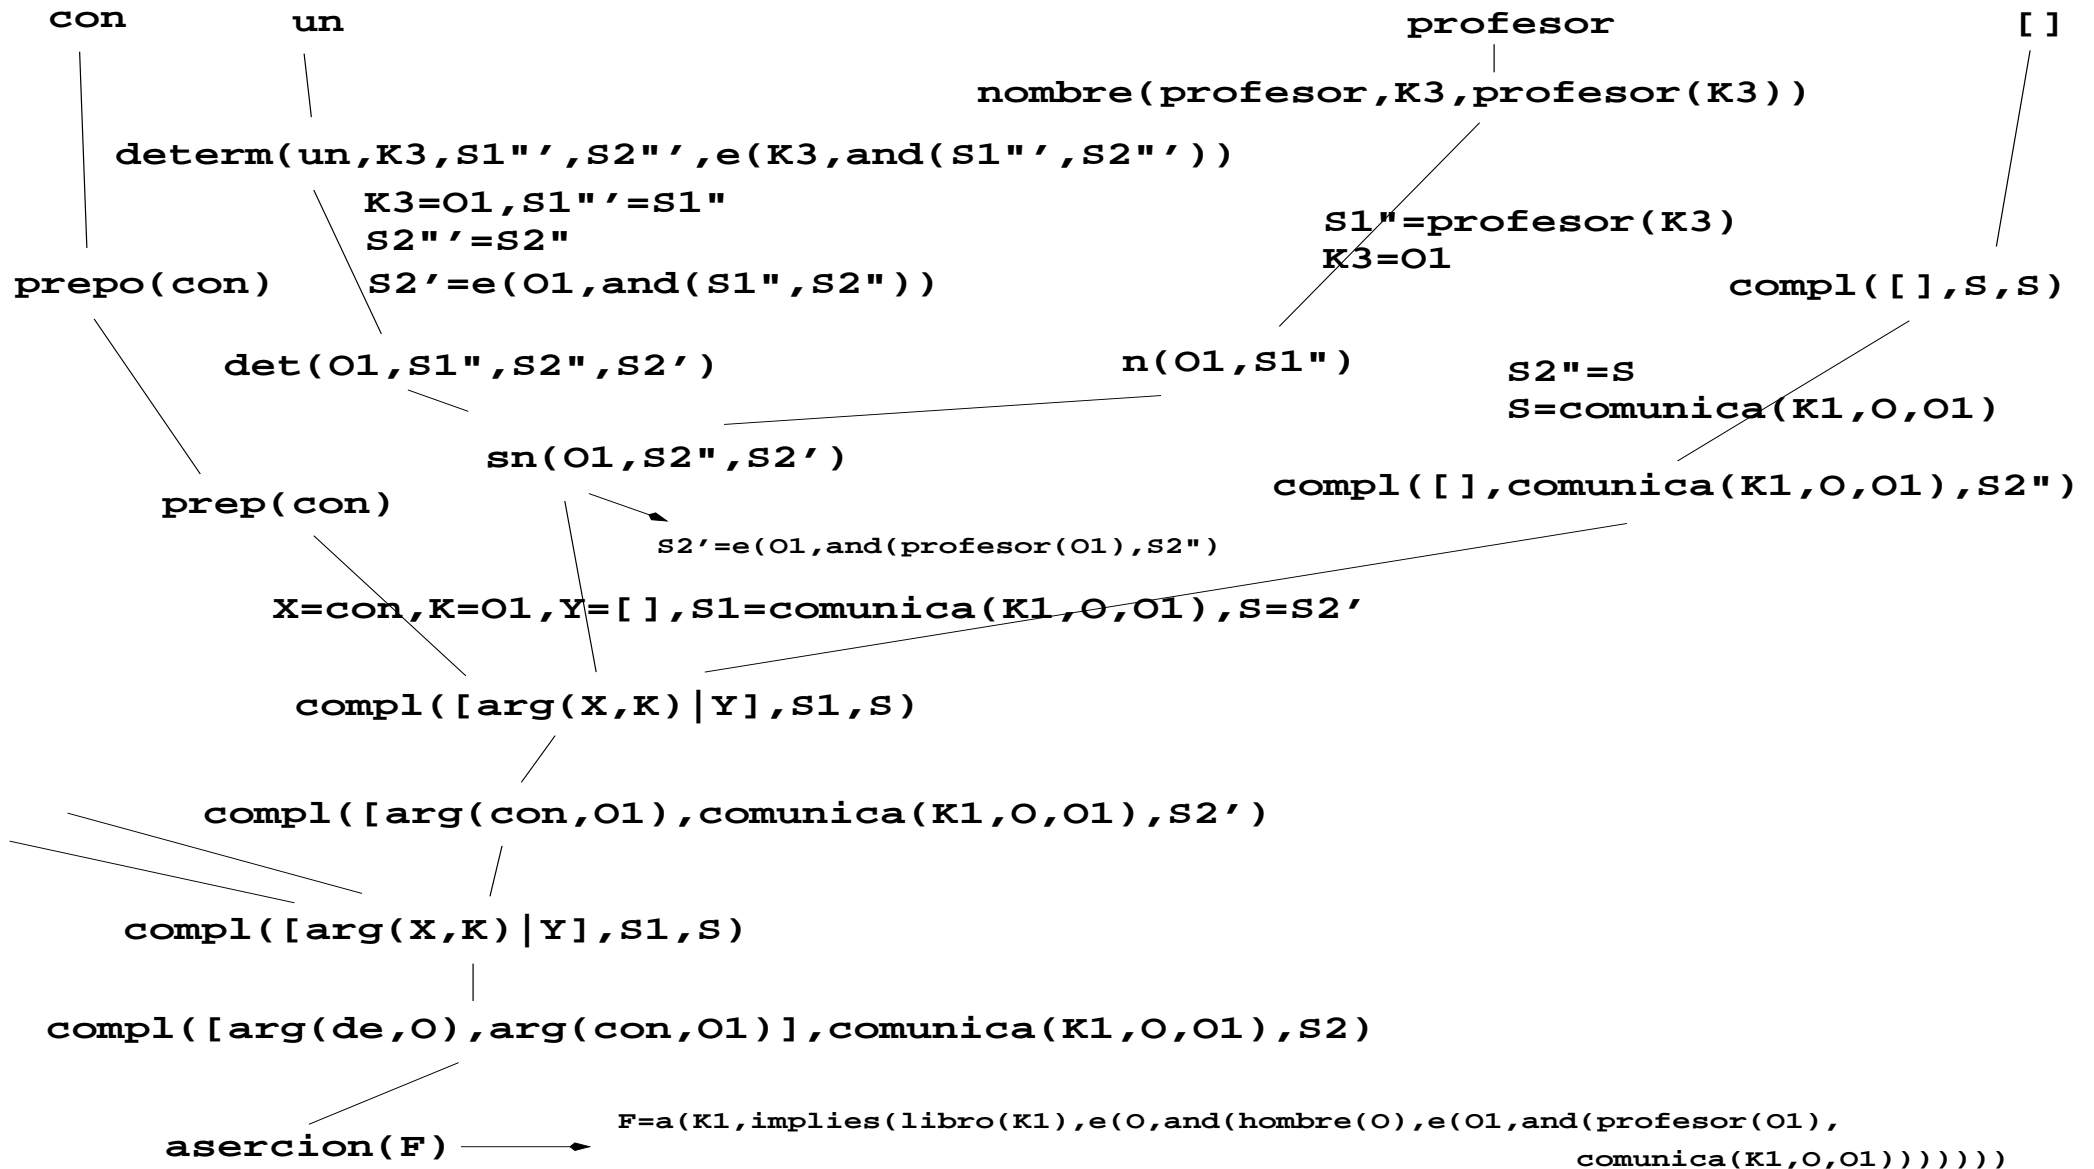 con
un
profesor
[]
nombre(profesor,K3,profesor(K3))
determ(un,K3,S1"',S2"',e(K3,and(S1"',S2"'))
K3=O1,S1"'=S1"
S2"'=S2"
S2'=e(O1,and(S1",S2"))
S1"=profesor(K3)
K3=O1
prepo(con)
compl([],S,S)
det(O1,S1",S2",S2')
n(O1,S1")
S2"=S
S=comunica(K1,O,O1)
sn(O1,S2",S2')
prep(con)
compl([],comunica(K1,O,O1),S2")
S2'=e(O1,and(profesor(O1),S2")
X=con,K=O1,Y=[],S1=comunica(K1,O,O1),S=S2'
compl([arg(X,K)|Y],S1,S)
compl([arg(con,O1),comunica(K1,O,O1),S2')
compl([arg(X,K)|Y],S1,S)
compl([arg(de,O),arg(con,O1)],comunica(K1,O,O1),S2)
asercion(F)
F=a(K1,implies(libro(K1),e(O,and(hombre(O),e(O1,and(profesor(O1),
comunica(K1,O,O1)))))))